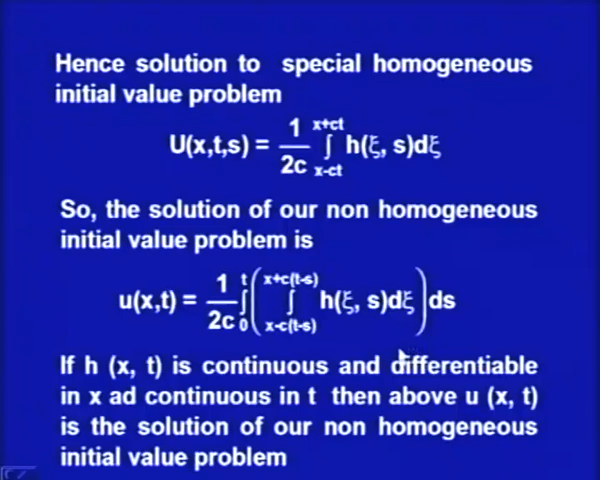 Hence solution to special homogeneous
initial value problem
U(x,t,s) = 1/2c ∫_{x-ct}^{x+ct} h(ξ, s)dξ
So, the solution of our non homogeneous
initial value problem is
u(x,t) = 1/2c ∫_0^t ( ∫_{x-c(t-s)}^{x+c(t-s)} h(ξ, s)dξ ) ds
If h (x, t) is continuous and differentiable
in x ad continuous in t then above u (x, t)
is the solution of our non homogeneous
initial value problem